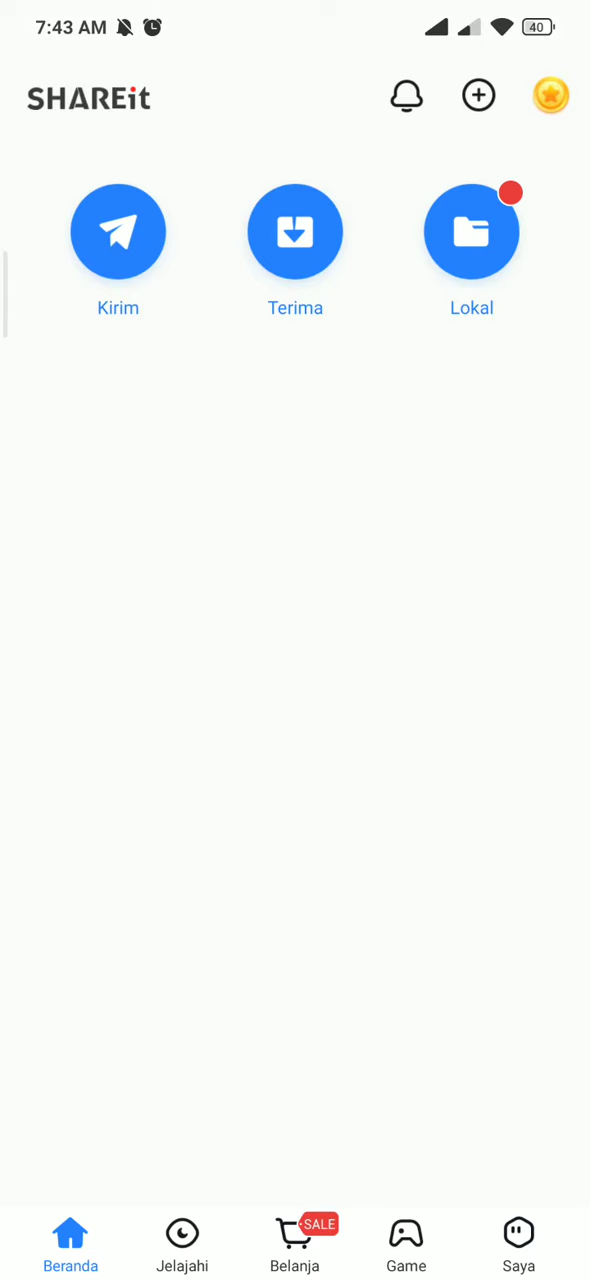 7:43 AM
40
SHAREit
Kirim
Terima
Lokal
SALE
Beranda
Jelajahi
Belanja
Game
Saya